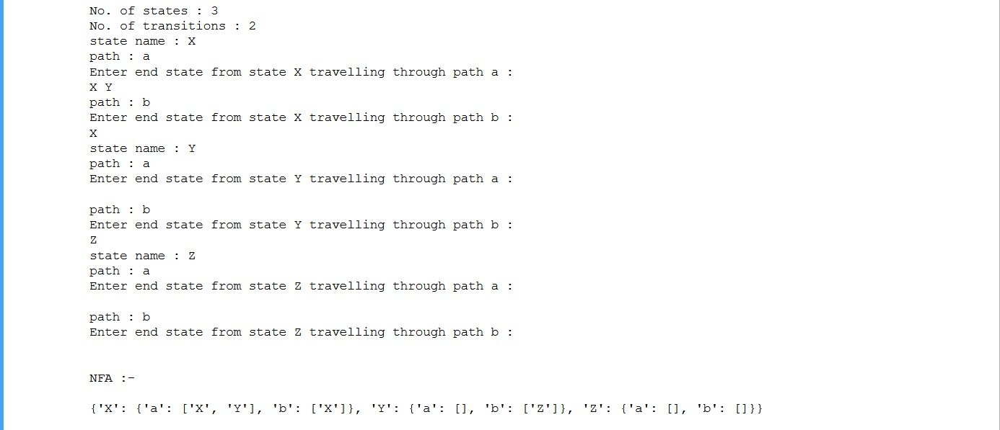 No. of states : 3
No. of transitions : 2
state name : X
path : a
Enter end state from state X travelling through path a :
X Y
path : b
Enter end state from state X travelling through path b :
X
state name : Y
path : a
Enter end state from state Y travelling through path a :
path : b
Enter end state from state Y travelling through path b :
Z
state name : Z
path : a
Enter end state from state Z travelling through path a :
path : b
Enter end state from state Z travelling through path b :
NFA :-
{'X': {'a': ['X', 'Y'], 'b': ['X']}, 'Y': {'a': [], 'b': ['Z']}, 'Z': {'a': [], 'b': []}}